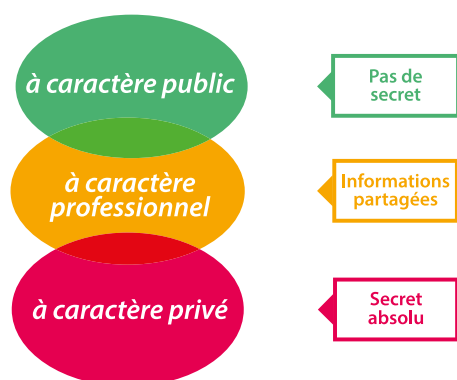 à caractère public
Pas de
secret
à caractère
professionnel
Informations
partagées
à caractère privé
Secret
absolu